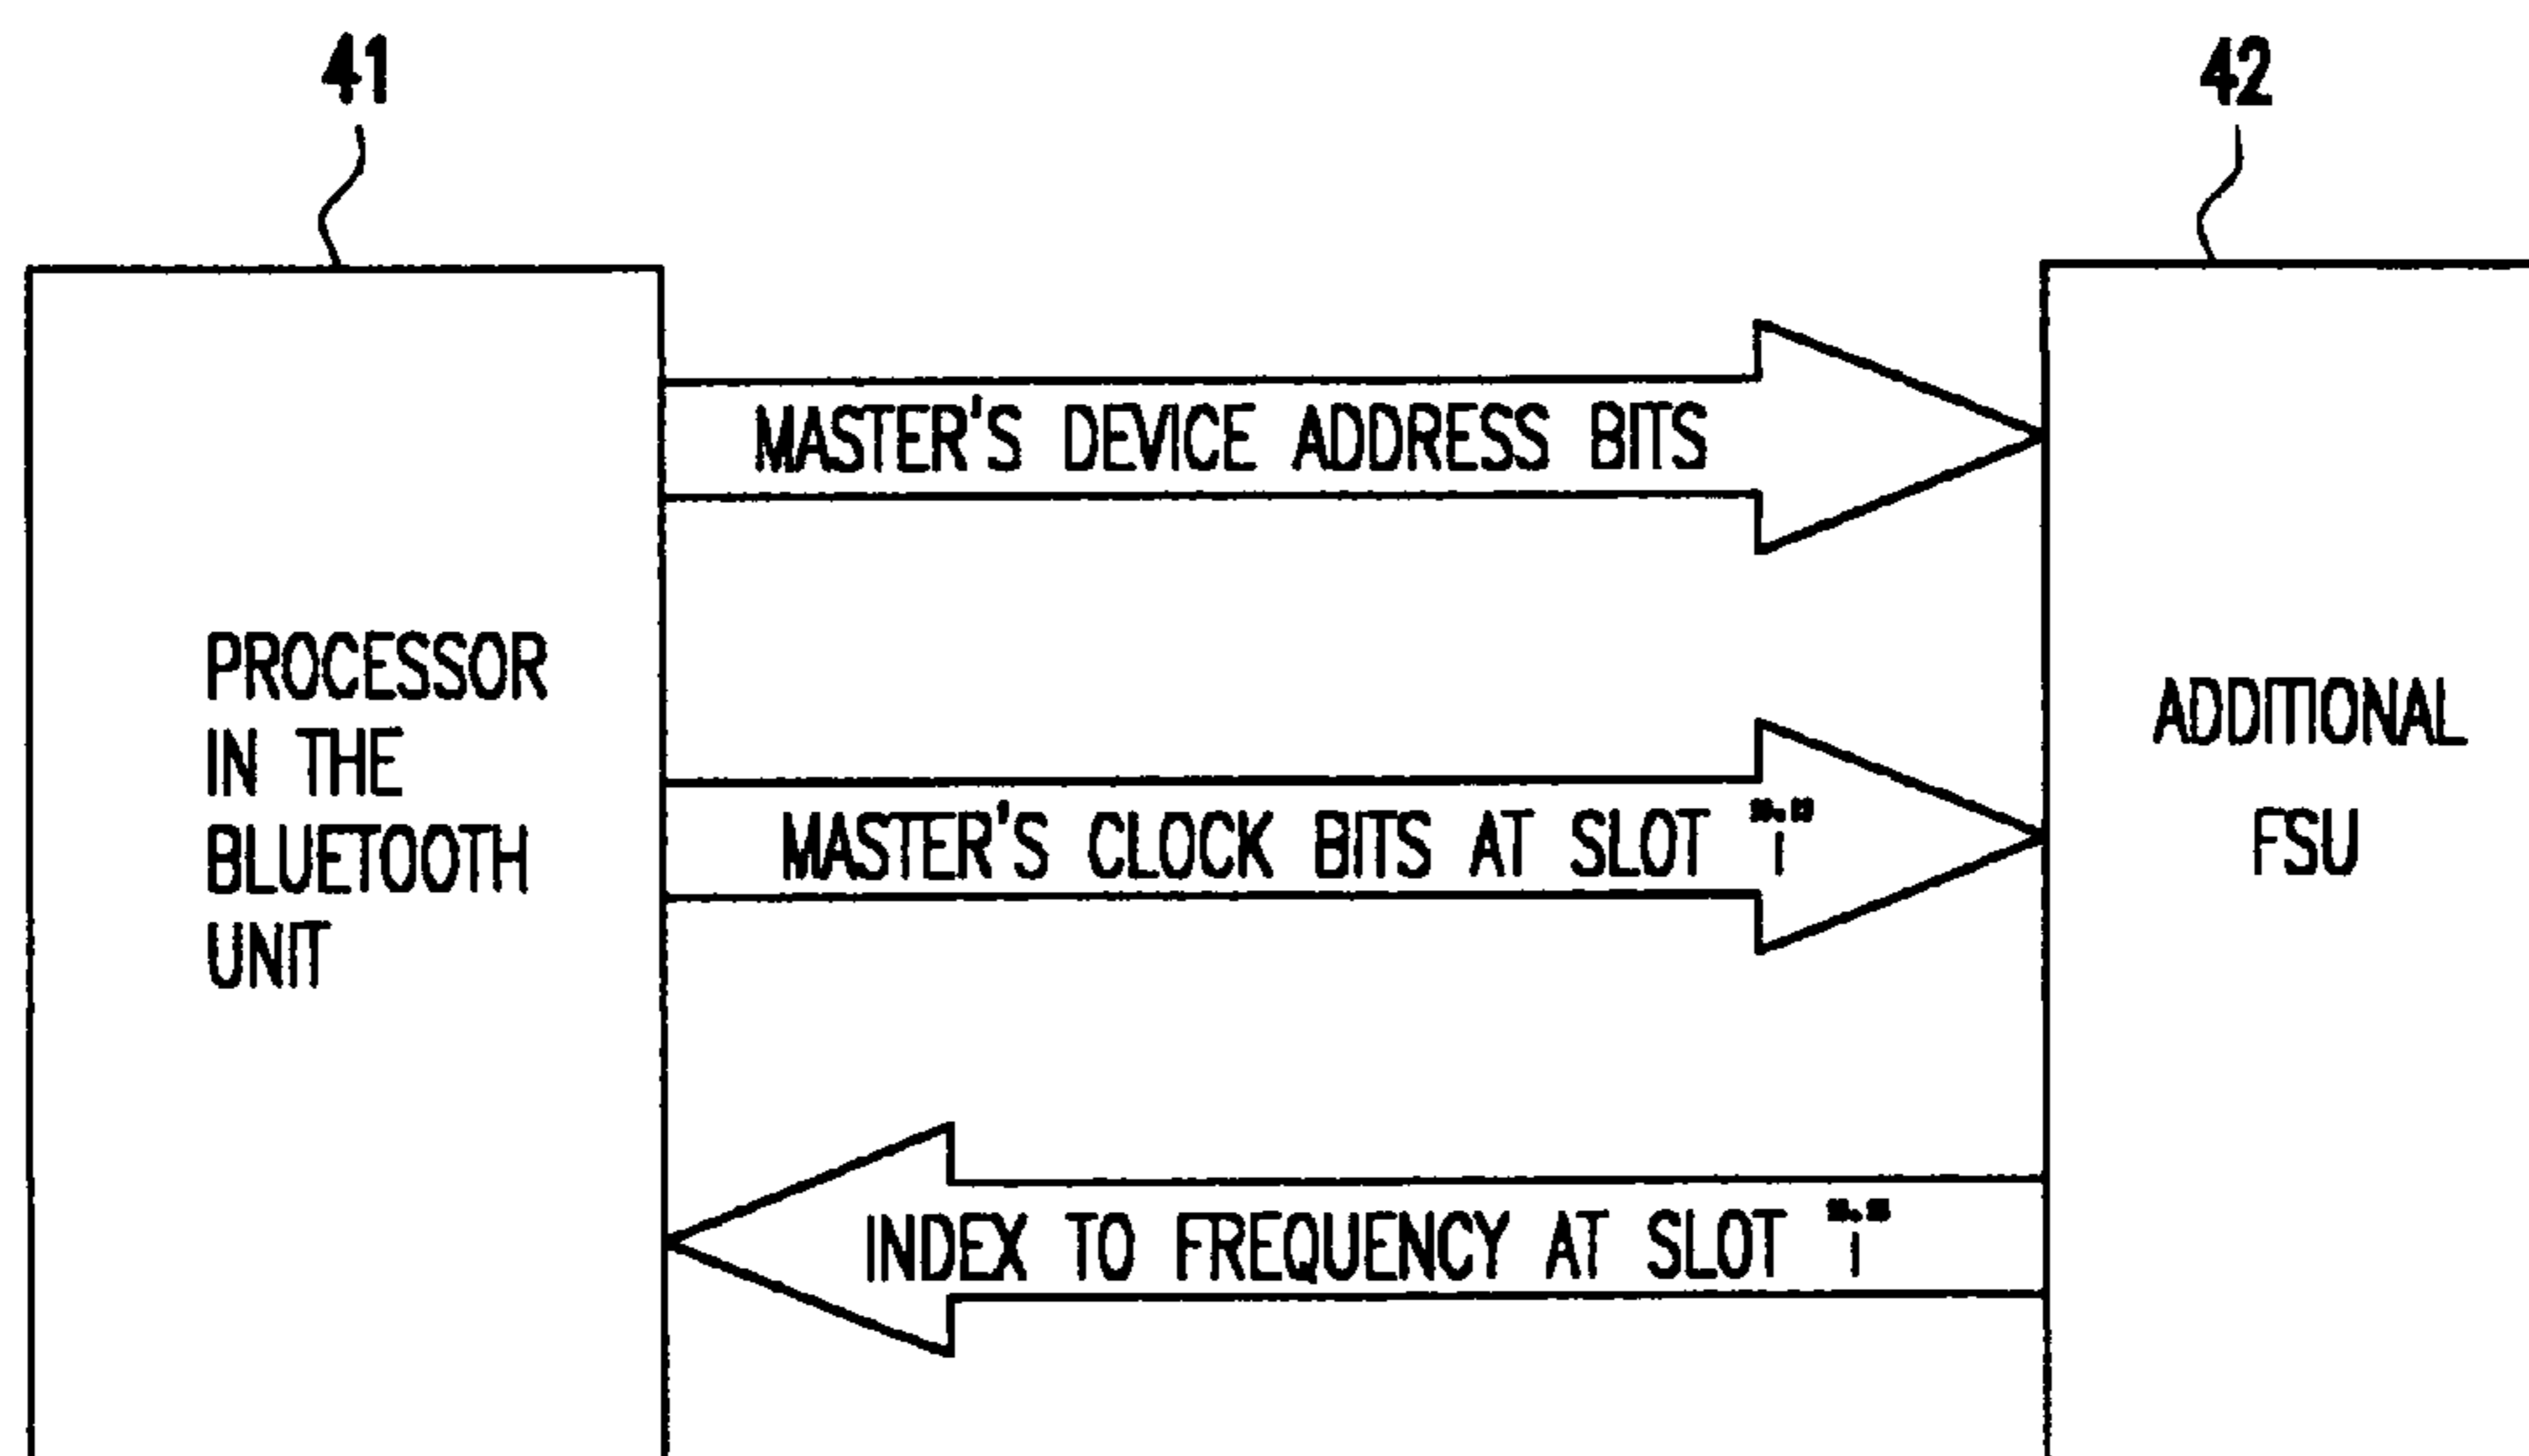 41
42
MASTER'S DEVICE ADDRESS BITS
PROCESSOR
IN THE
BLUETOOTH
UNIT
ADDITIONAL
FSU
MASTER'S CLOCK BITS AT SLOT "i"
INDEX TO FREQUENCY AT SLOT "i"